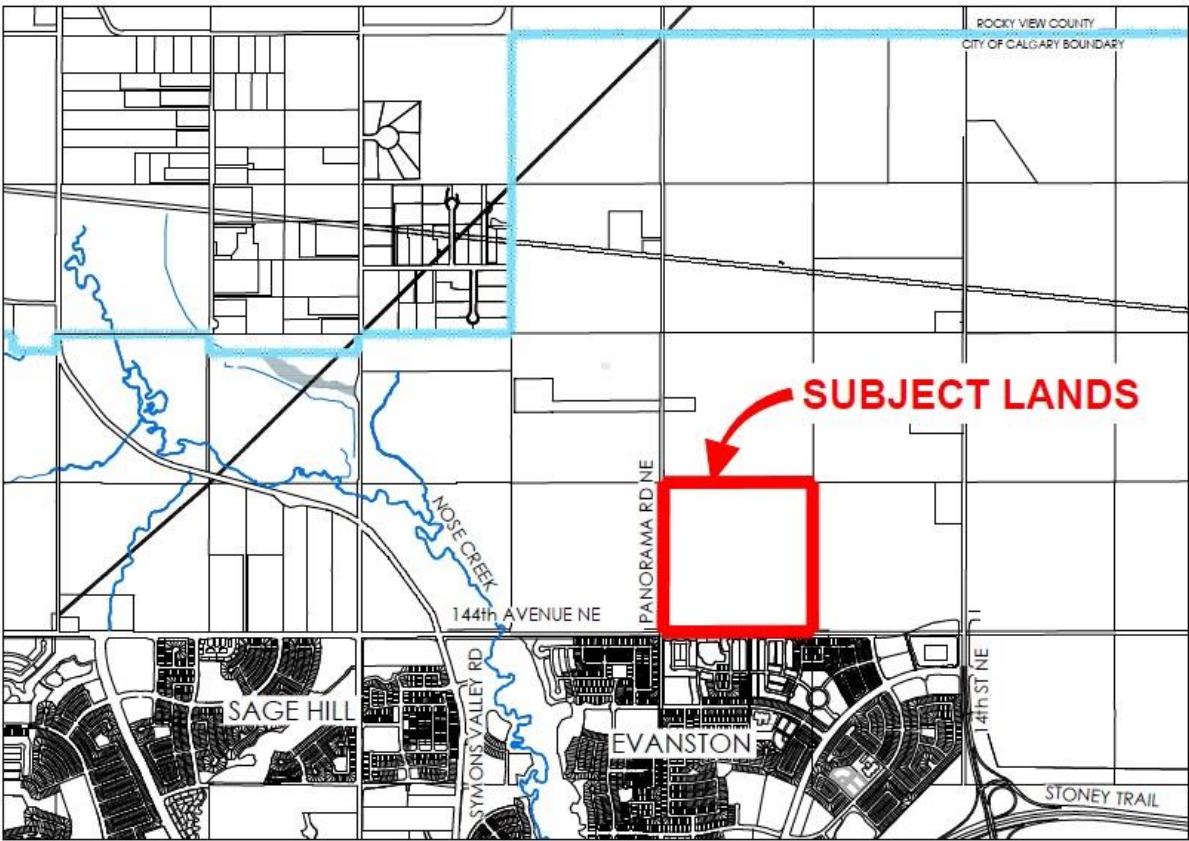 ROCKY VIEW COUNTY
CITY OF CALGARY BOUNDARY
SUBJECT LANDS
PANORAMA RD NE
NOSE CREEK
144th AVENUE NE
SYMONS VALLEY RD
14th ST NE
SAGE HILL
EVANSTON
STONEY TRAIL